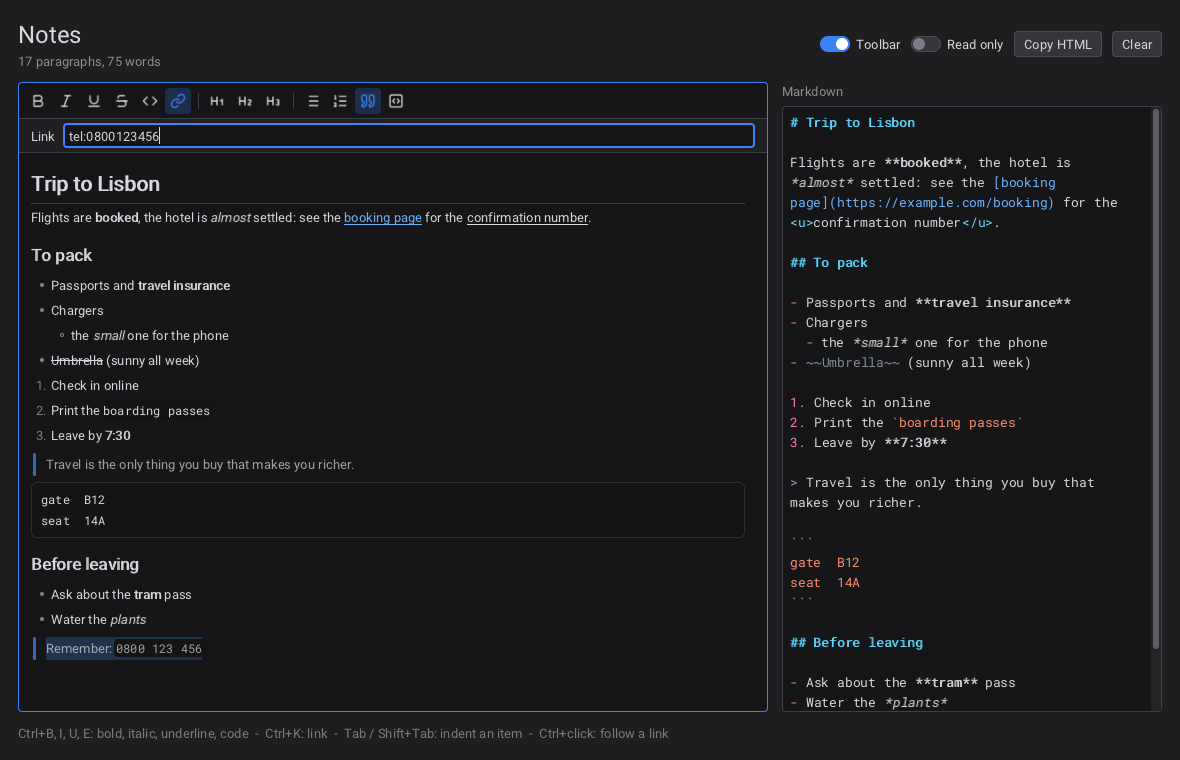 Notes
17 paragraphs, 75 words
Toolbar
Read only
Copy HTML
Clear
B I U S <> H1 H2 H3
Link tel:0800123456
Trip to Lisbon
Flights are booked, the hotel is almost settled: see the booking page for the confirmation number.
To pack
• Passports and travel insurance
• Chargers
◦ the small one for the phone
• Umbrella (sunny all week)
1. Check in online
2. Print the boarding passes
3. Leave by 7:30
Travel is the only thing you buy that makes you richer.
gate  B12
seat  14A
Before leaving
• Ask about the tram pass
• Water the plants
Remember: 0800 123 456
Markdown
# Trip to Lisbon
Flights are **booked**, the hotel is
*almost* settled: see the [booking
page](https://example.com/booking) for the
<u>confirmation number</u>.
## To pack
- Passports and **travel insurance**
- Chargers
  - the *small* one for the phone
- ~~Umbrella~~ (sunny all week)
1. Check in online
2. Print the `boarding passes`
3. Leave by **7:30**
> Travel is the only thing you buy that
makes you richer.
```
gate  B12
seat  14A
```
## Before leaving
- Ask about the **tram** pass
- Water the *plants*
Ctrl+B, I, U, E: bold, italic, underline, code - Ctrl+K: link - Tab / Shift+Tab: indent an item - Ctrl+click: follow a link